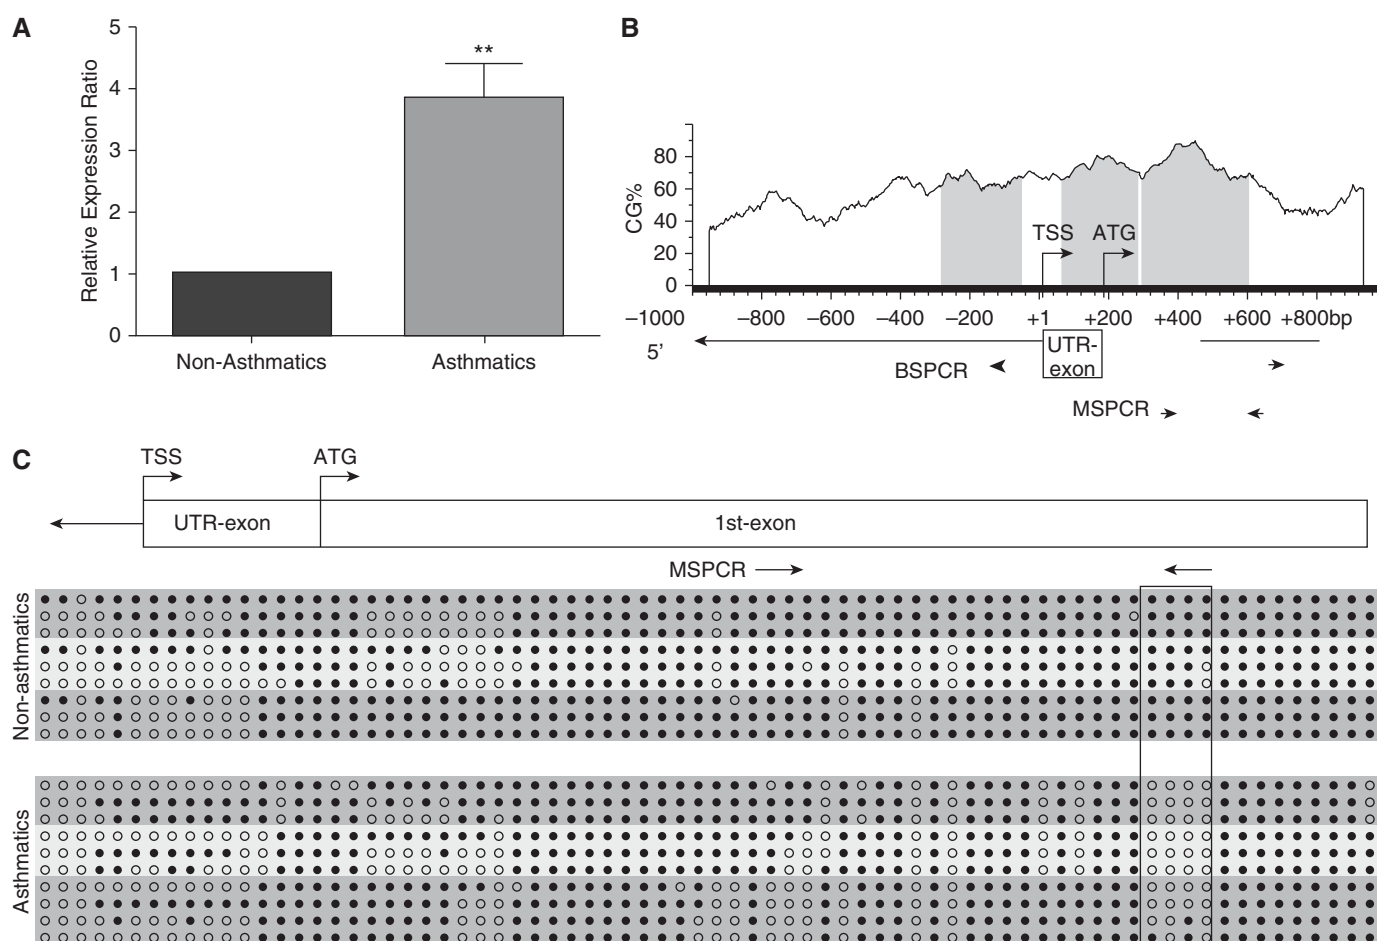 A
Relative Expression Ratio
5
4
3
2
1
0
**
Non-Asthmatics
Asthmatics
B
CG%
80
60
40
20
0
TSS
ATG
−1000
−800
−600
−400
−200
+1
+200
+400
+600
+800bp
5’
UTR-
exon
BSPCR
MSPCR
C
TSS
ATG
UTR-exon
1st-exon
MSPCR
Non-asthmatics
Asthmatics